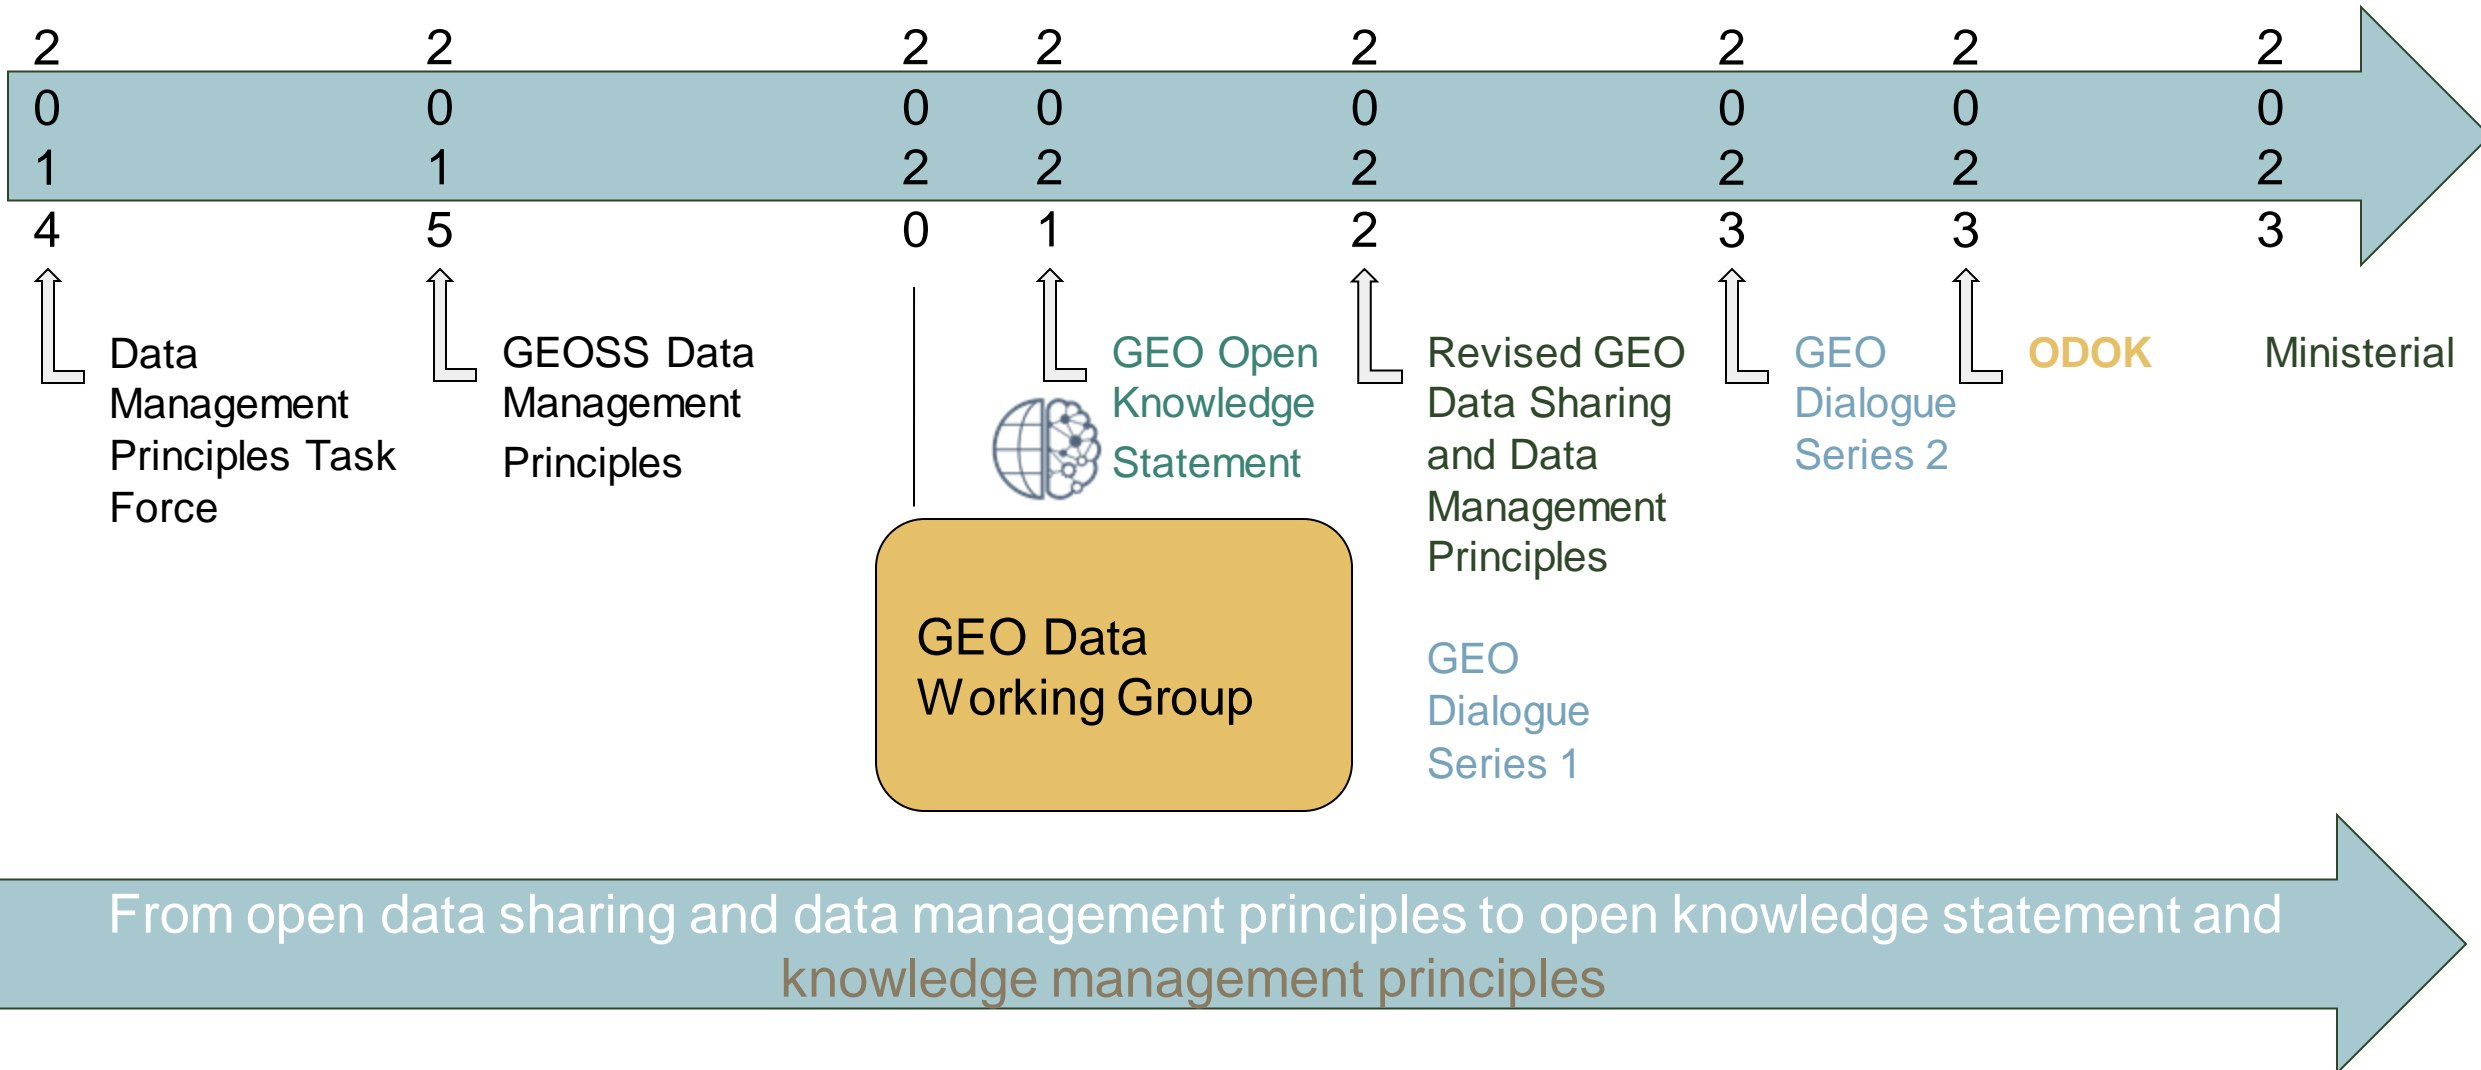 2014
2015
2020
2021
2022
2023
2023
2023
Data
Management
Principles Task
Force
GEOSS Data
Management
Principles
GEO Open
Knowledge
Statement
Revised GEO
Data Sharing
and Data
Management
Principles
GEO
Dialogue
Series 1
GEO
Dialogue
Series 2
ODOK
Ministerial
GEO Data
Working Group
From open data sharing and data management principles to open knowledge statement and
knowledge management principles